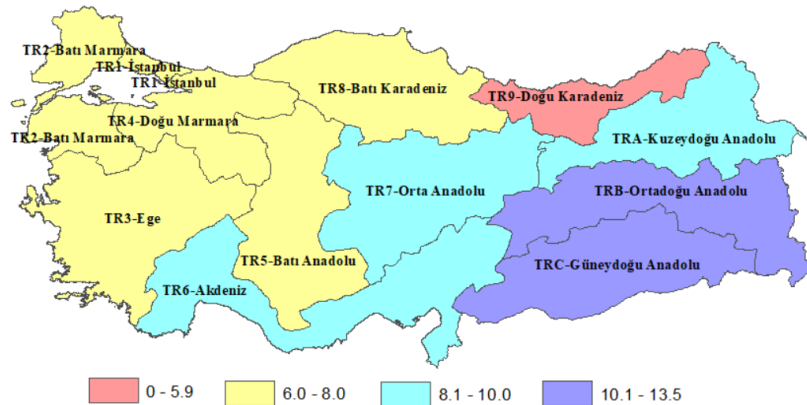 TR2-Batı Marmara
TR1-İstanbul
TR1-İstanbul
TR8-Batı Karadeniz
TR9-Doğu Karadeniz
TR4-Doğu Marmara
TR2-Batı Marmara
TRA-Kuzeydoğu Anadolu
TR7-Orta Anadolu
TRB-Ortadoğu Anadolu
TR3-Ege
TR5-Batı Anadolu
TRC-Güneydoğu Anadolu
TR6-Akdeniz
0 - 5.9
6.0 - 8.0
8.1 - 10.0
10.1 - 13.5